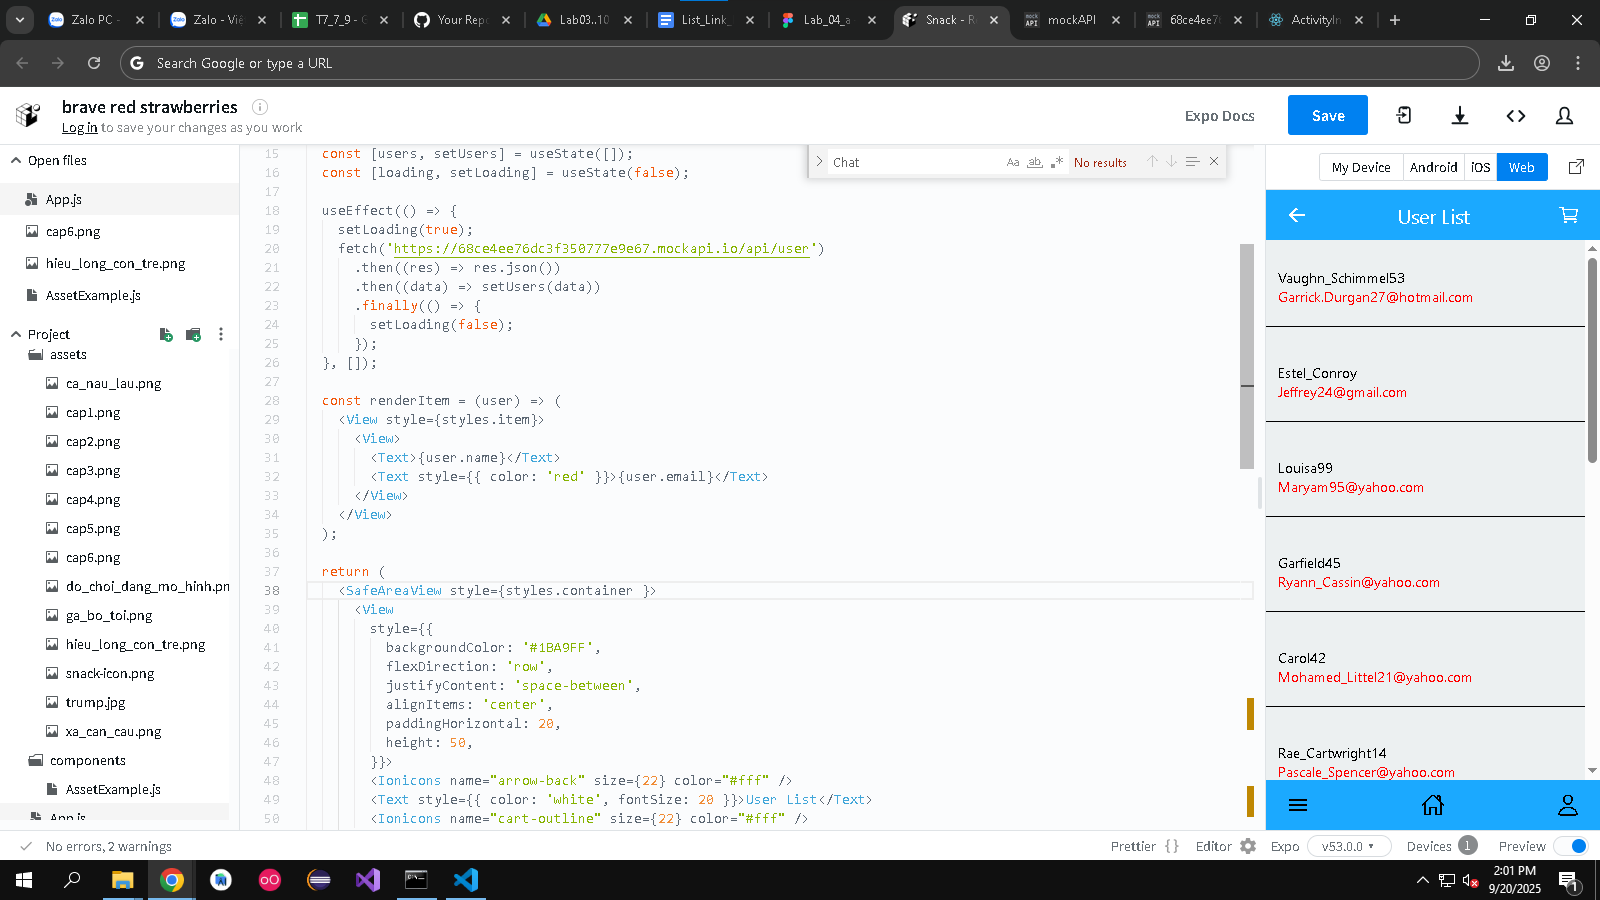 Zalo PC -
Zalo - Việ
T7_7_9 - G
Your Repo
Lab03..10
List_Link_
Lab_04_a
Snack - Re
mockAPI
68ce4ee76
ActivityIn
Search Google or type a URL
brave red strawberries
Log in to save your changes as you work
Expo Docs
Save
Open files
App.js
cap6.png
hieu_long_con_tre.png
AssetExample.js
Project
assets
ca_nau_lau.png
cap1.png
cap2.png
cap3.png
cap4.png
cap5.png
cap6.png
do_choi_dang_mo_hinh.pn
ga_bo_toi.png
hieu_long_con_tre.png
snack-icon.png
trump.jpg
xa_can_cau.png
components
AssetExample.js
App.js
Chat
Aa ab
No results
15 const [users, setUsers] = useState([]);
16 const [loading, setLoading] = useState(false);
17
18 useEffect(() => {
19 setLoading(true);
20 fetch('https://68ce4ee76dc3f350777e9e67.mockapi.io/api/user')
21 .then((res) => res.json())
22 .then((data) => setUsers(data))
23 .finally(() => {
24 setLoading(false);
25 });
26 }, []);
27
28 const renderItem = (user) => (
29 <View style={styles.item}>
30 <View>
31 <Text>{user.name}</Text>
32 <Text style={{ color: 'red' }}>{user.email}</Text>
33 </View>
34 </View>
35 );
36
37 return (
38 <SafeAreaView style={styles.container }>
39 <View
40 style={{
41 backgroundColor: '#1BA9FF',
42 flexDirection: 'row',
43 justifyContent: 'space-between',
44 alignItems: 'center',
45 paddingHorizontal: 20,
46 height: 50,
47 }}>
48 <Ionicons name="arrow-back" size={22} color="#fff" />
49 <Text style={{ color: 'white', fontSize: 20 }}>User List</Text>
50 <Ionicons name="cart-outline" size={22} color="#fff" />
My Device
Android
iOS
Web
User List
Vaughn_Schimmel53
Garrick.Durgan27@hotmail.com
Estel_Conroy
Jeffrey24@gmail.com
Louisa99
Maryam95@yahoo.com
Garfield45
Ryann_Cassin@yahoo.com
Carol42
Mohamed_Littel21@yahoo.com
Rae_Cartwright14
Pascale_Spencer@yahoo.com
No errors, 2 warnings
Prettier { }
Editor
Expo
v53.0.0
Devices 1
Preview
2:01 PM
9/20/2025
1